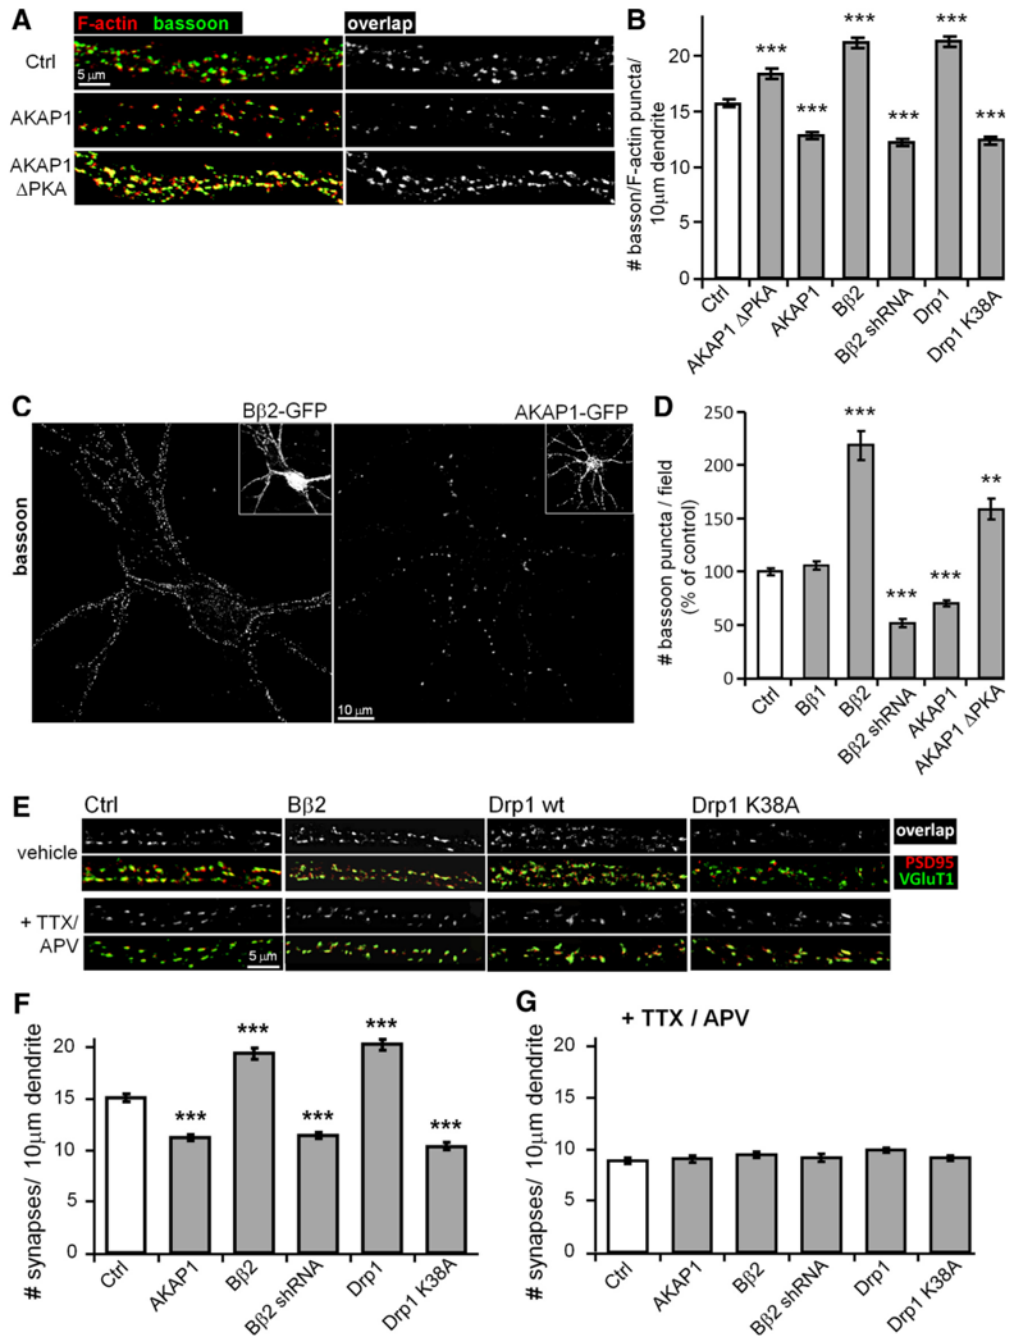 A
F-actin bassoon
overlap
Ctrl
5 μm
AKAP1
AKAP1
ΔPKA
B
# basson/F-actin puncta/
10μm dendrite
20
15
10
5
0
***
***
***
***
***
***
Ctrl
AKAP1 ΔPKA
AKAP1
Bβ2
Bβ2 shRNA
Drp1
Drp1 K38A
C
Bβ2-GFP
AKAP1-GFP
bassoon
10 μm
D
# bassoon puncta / field
(% of control)
250
200
150
100
50
0
***
***
***
**
Ctrl
Bβ1
Bβ2
Bβ2 shRNA
AKAP1
AKAP1 ΔPKA
E
Ctrl
Bβ2
Drp1 wt
Drp1 K38A
vehicle
overlap
PSD95
VGluT1
+ TTX/
APV
5 μm
F
# synapses/ 10μm dendrite
20
15
10
5
0
***
***
***
***
***
Ctrl
AKAP1
Bβ2
Bβ2 shRNA
Drp1
Drp1 K38A
G
+ TTX / APV
# synapses/ 10μm dendrite
20
15
10
5
0
Ctrl
AKAP1
Bβ2
Bβ2 shRNA
Drp1
Drp1 K38A